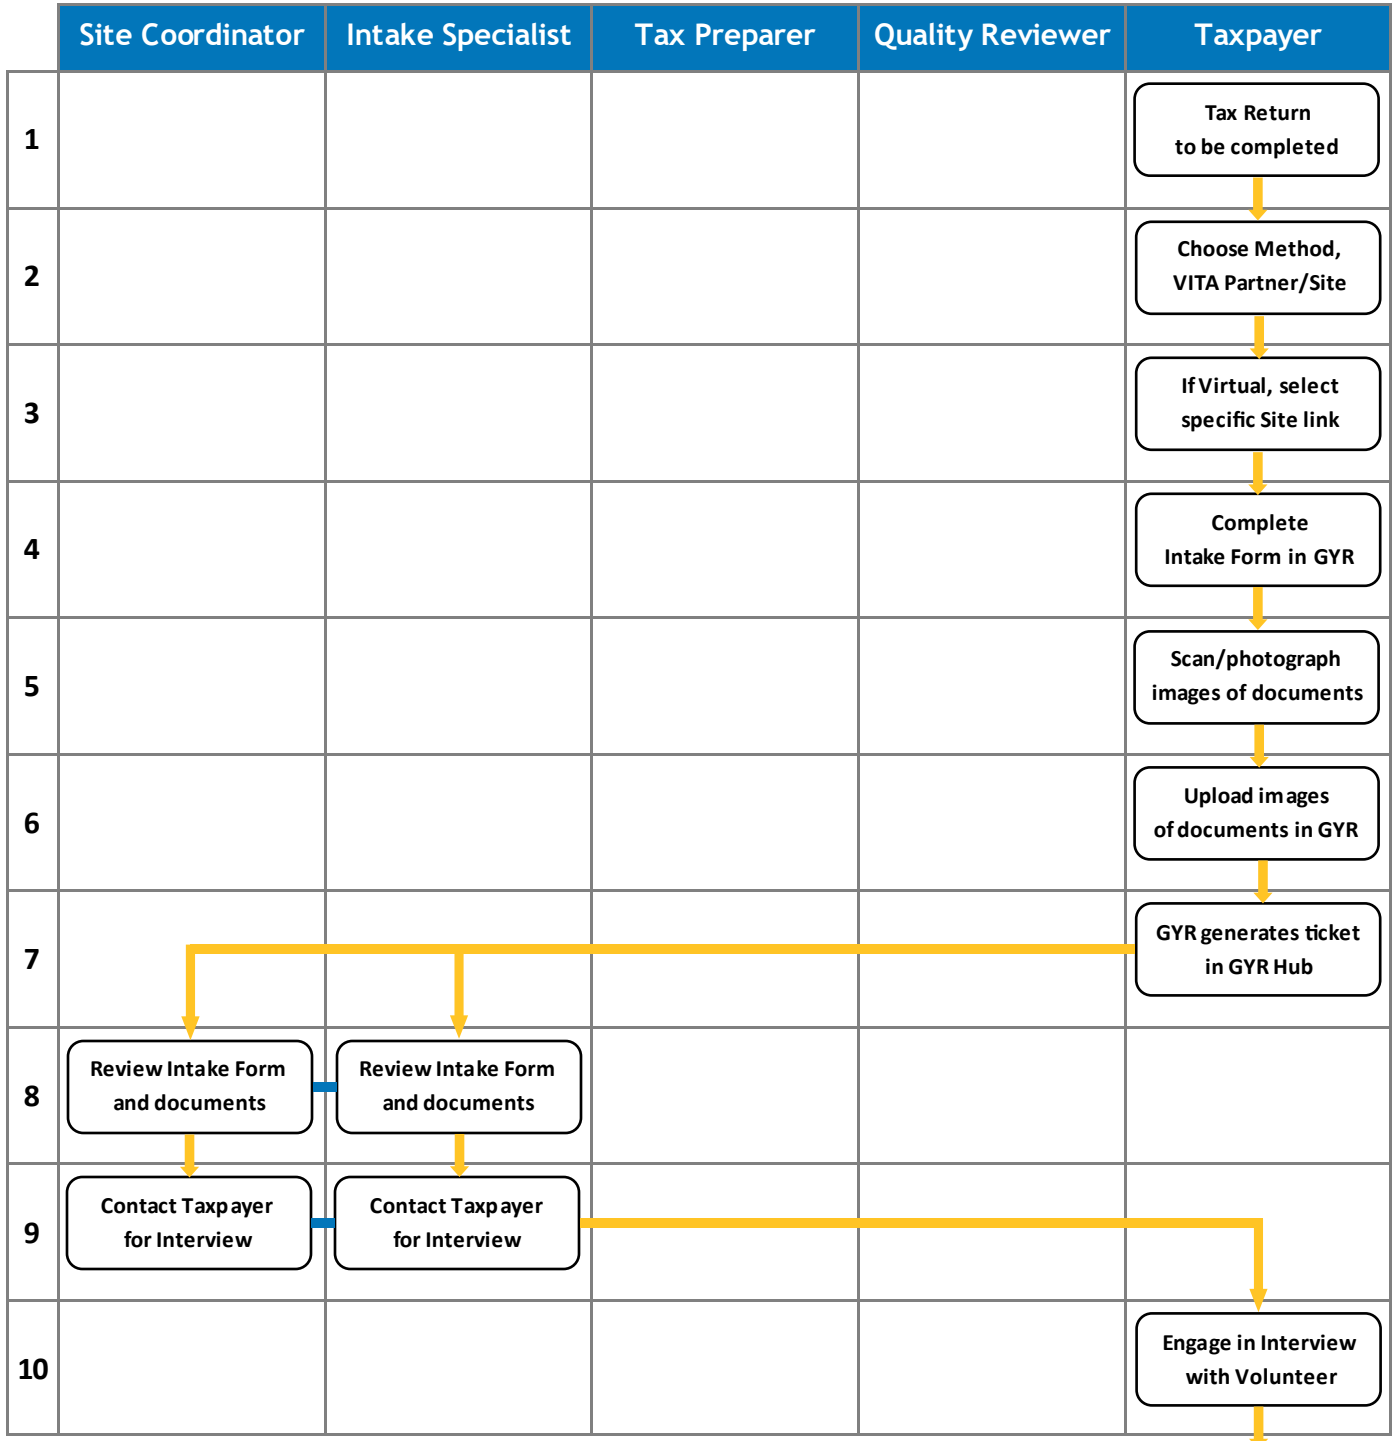 Site Coordinator Intake Specialist Tax Preparer Quality Reviewer Taxpayer
1
Tax Return
to be completed
2
Choose Method,
VITA Partner/Site
3
If Virtual, select
specific Site link
4
Complete
Intake Form in GYR
5
Scan/photograph
images of documents
6
Upload images
of documents in GYR
7
GYR generates ticket
in GYR Hub
8
Review Intake Form
and documents
Review Intake Form
and documents
9
Contact Taxpayer
for Interview
Contact Taxpayer
for Interview
10
Engage in Interview
with Volunteer